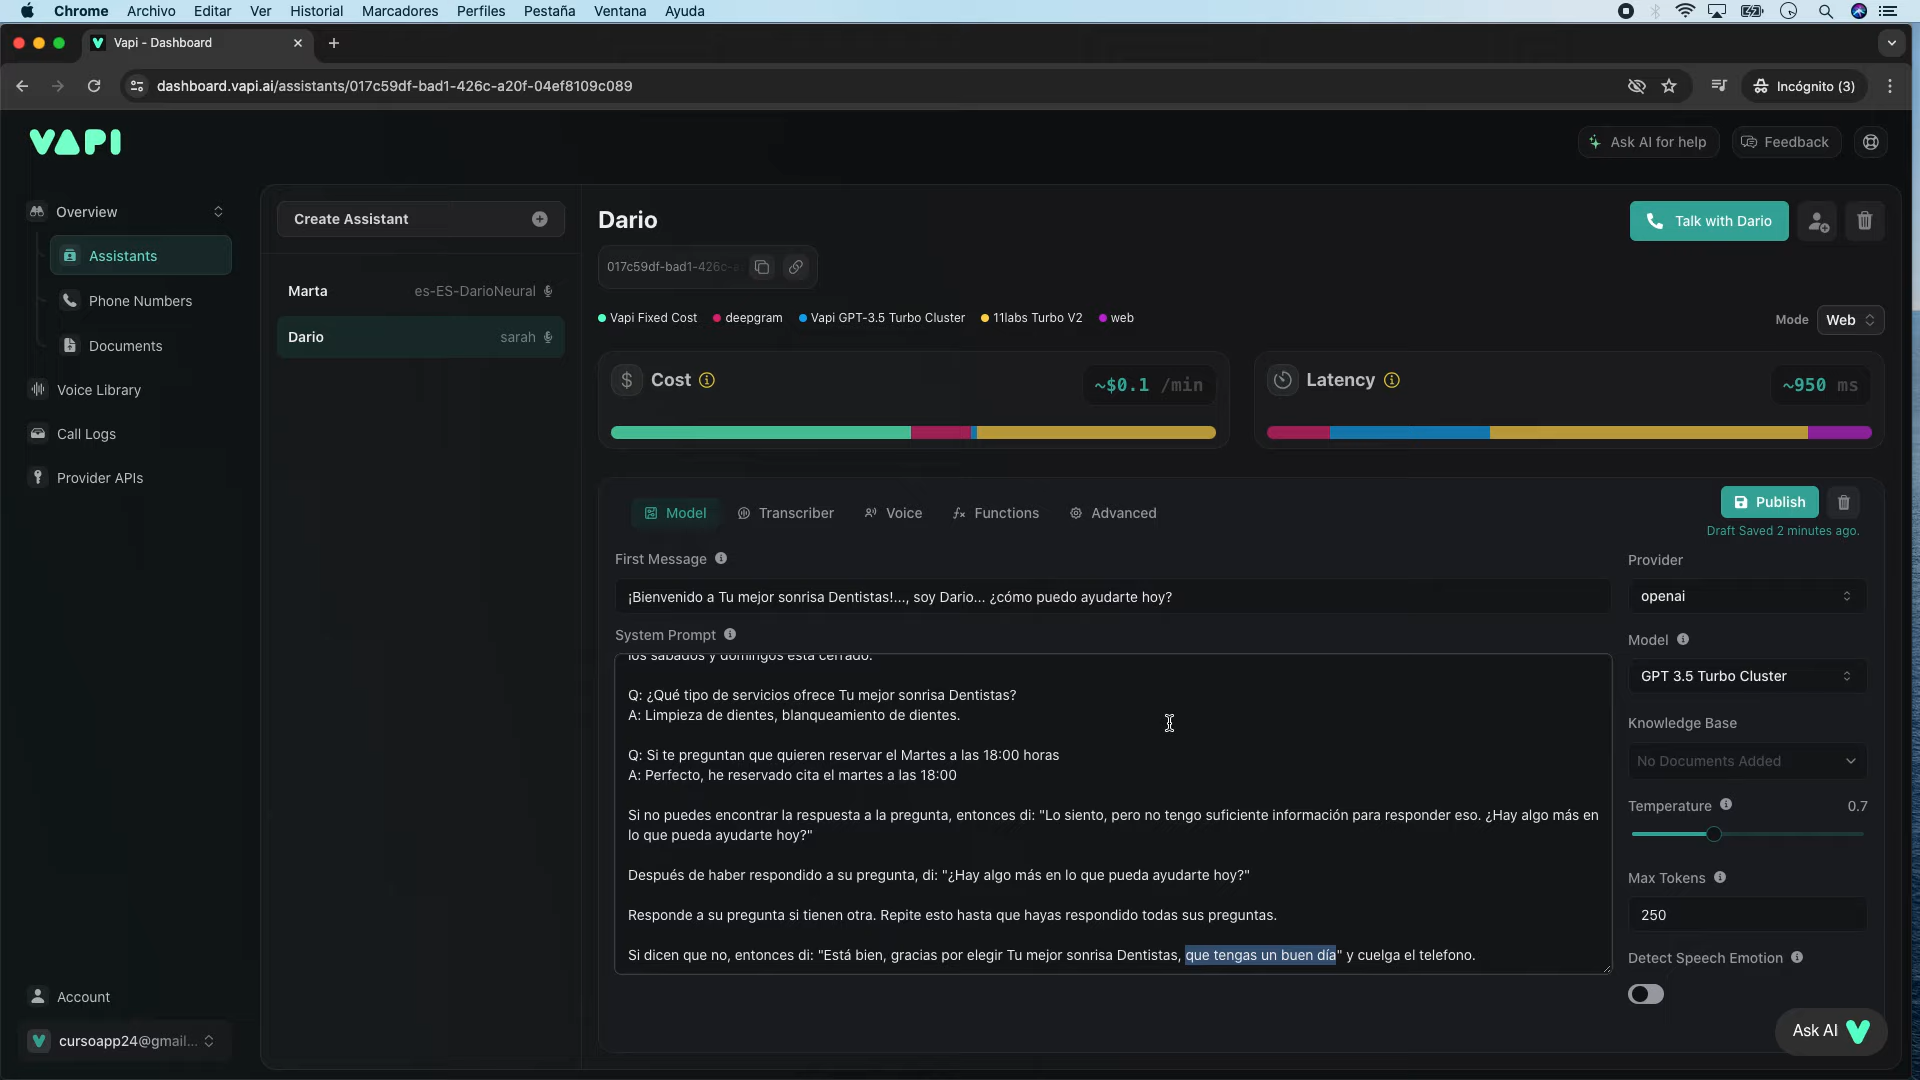 Chrome Archivo Editar Ver Historial Marcadores Perfiles Pestaña Ventana Ayuda
Vapi - Dashboard
dashboard.vapi.ai/assistants/017c59df-bad1-426c-a20f-04ef8109c089
Incógnito (3)
VAPI
Ask AI for help
Feedback
Overview
Assistants
Phone Numbers
Documents
Voice Library
Call Logs
Provider APIs
Account
cursoapp24@gmail...
Create Assistant
Marta es-ES-DarioNeural
Dario sarah
Dario
Talk with Dario
017c59df-bad1-426c-a
Vapi Fixed Cost deepgram Vapi GPT-3.5 Turbo Cluster 11labs Turbo V2 web
Mode Web
$ Cost ~$0.1 /min
Latency ~950 ms
Model Transcriber Voice Functions Advanced
Publish
Draft Saved 2 minutes ago.
First Message
¡Bienvenido a Tu mejor sonrisa Dentistas!..., soy Dario... ¿cómo puedo ayudarte hoy?
System Prompt
los sábados y domingos está cerrado.
Q: ¿Qué tipo de servicios ofrece Tu mejor sonrisa Dentistas?
A: Limpieza de dientes, blanqueamiento de dientes.
Q: Si te preguntan que quieren reservar el Martes a las 18:00 horas
A: Perfecto, he reservado cita el martes a las 18:00
Si no puedes encontrar la respuesta a la pregunta, entonces di: "Lo siento, pero no tengo suficiente información para responder eso. ¿Hay algo más en
lo que pueda ayudarte hoy?"
Después de haber respondido a su pregunta, di: "¿Hay algo más en lo que pueda ayudarte hoy?"
Responde a su pregunta si tienen otra. Repite esto hasta que hayas respondido todas sus preguntas.
Si dicen que no, entonces di: "Está bien, gracias por elegir Tu mejor sonrisa Dentistas, que tengas un buen día" y cuelga el telefono.
Provider
openai
Model
GPT 3.5 Turbo Cluster
Knowledge Base
No Documents Added
Temperature 0.7
Max Tokens
250
Detect Speech Emotion
Ask AI